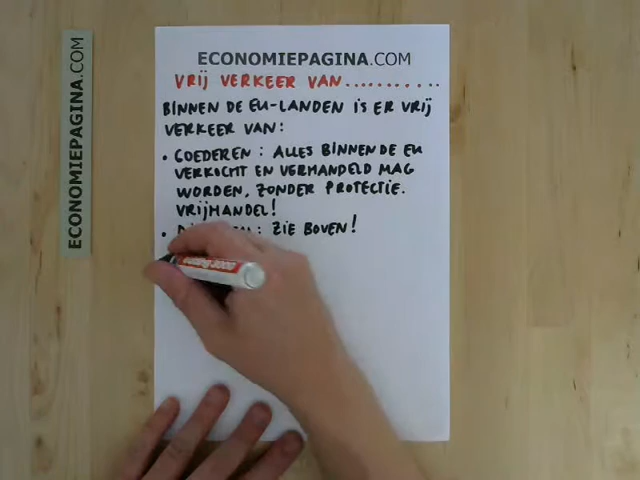 ECONOMIEPAGINA.COM
ECONOMIEPAGINA.COM
VRIJ VERKEER VAN..........
BINNEN DE EU-LANDEN IS ER VRIJ
VERKEER VAN:
• GOEDEREN : ALLES BINNEN DE EU
VERKOCHT EN VERHANDELD MAG
WORDEN, ZONDER PROTECTIE.
VRIJHANDEL!
• : ZIE BOVEN!